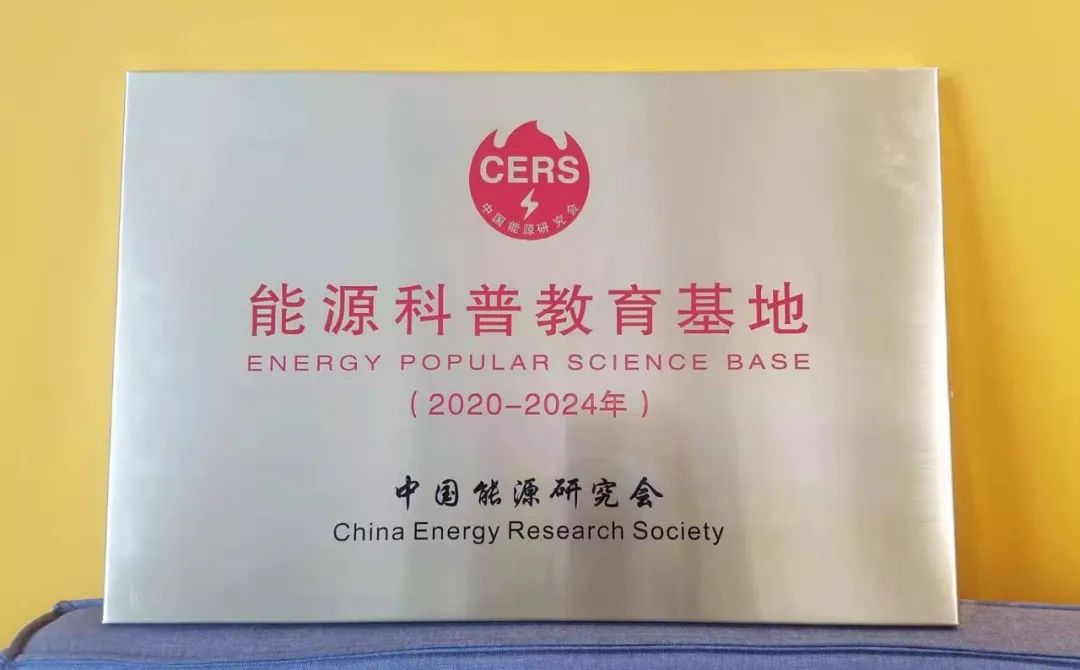 CERS
中国能源研究会
能源科普教育基地
ENERGY POPULAR SCIENCE BASE
（2020-2024年）
中国能源研究会
China Energy Research Society